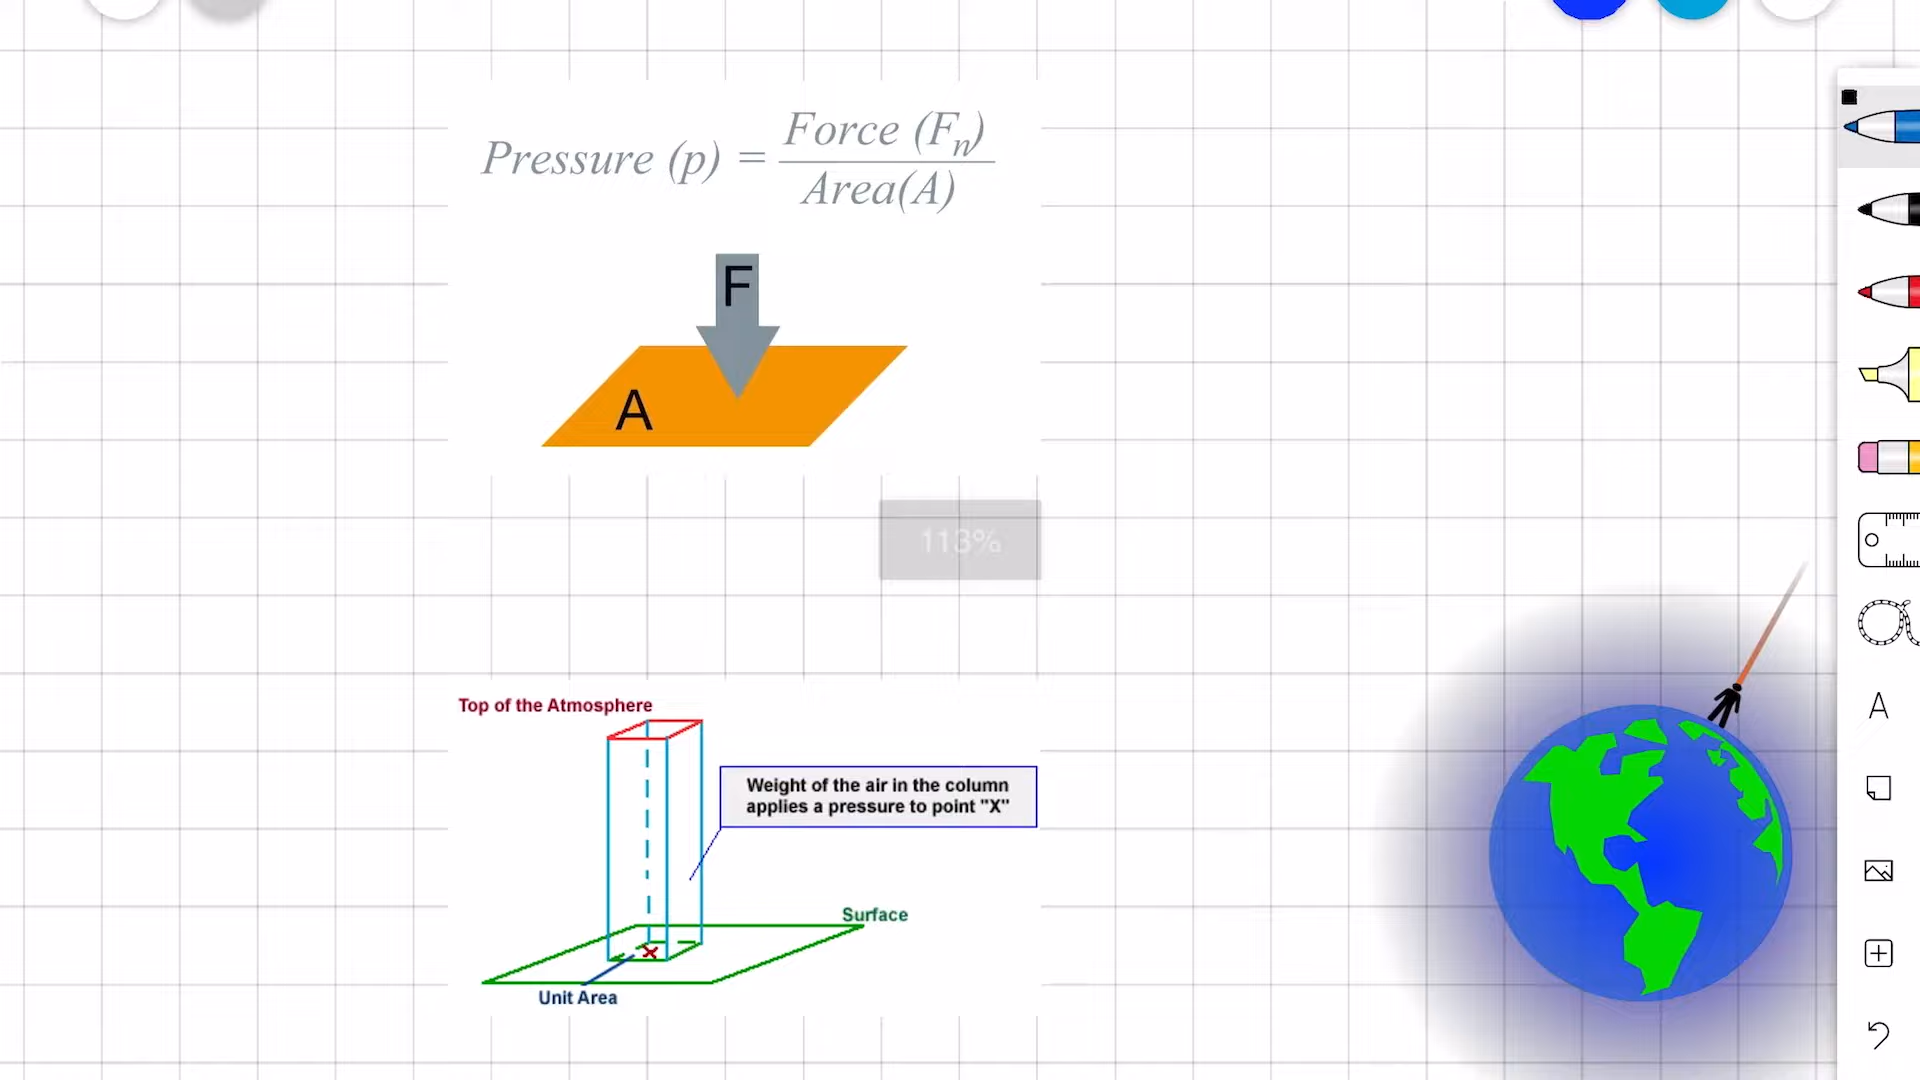 Pressure (p) = Force (Fn) / Area(A)
F
A
113%
Top of the Atmosphere
Weight of the air in the column
applies a pressure to point "X"
Surface
X
Unit Area
A